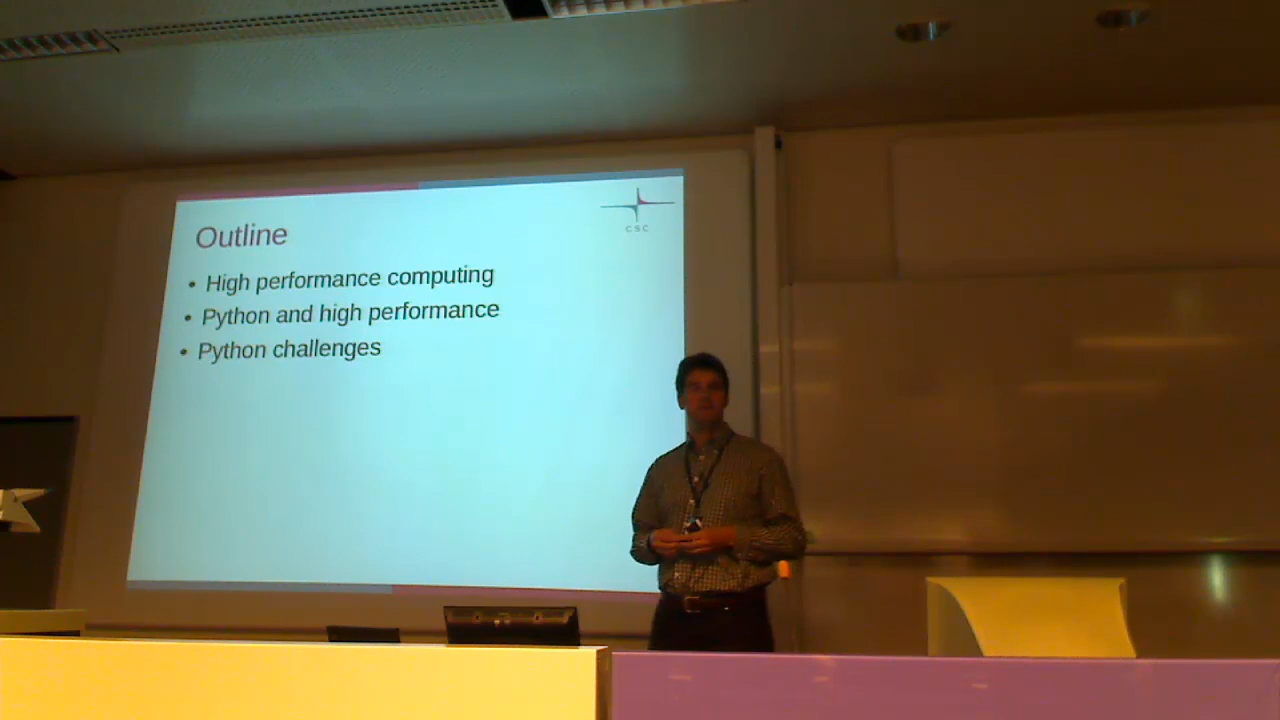 CSC
Outline
• High performance computing
• Python and high performance
• Python challenges